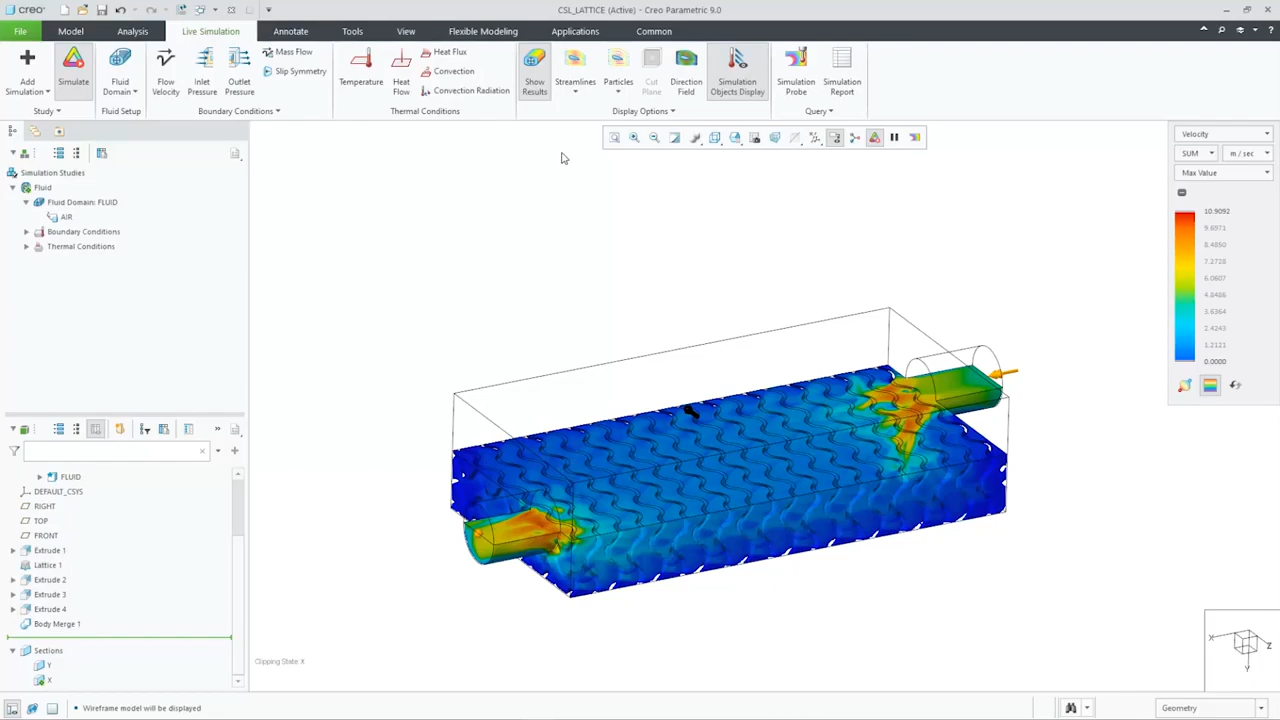 creo
CSL_LATTICE (Active) - Creo Parametric 9.0
File Model Analysis Live Simulation Annotate Tools View Flexible Modeling Applications Common
Add Simulation
Simulate
Fluid Domain
Flow Velocity
Inlet Pressure
Outlet Pressure
Mass Flow
Slip Symmetry
Temperature
Heat Flow
Heat Flux
Convection
Convection Radiation
Show Results
Streamlines
Particles
Cut Plane
Direction Field
Simulation Objects Display
Simulation Probe
Simulation Report
Study Fluid Setup Boundary Conditions Thermal Conditions Display Options Query
Simulation Studies
Fluid
Fluid Domain: FLUID
AIR
Boundary Conditions
Thermal Conditions
FLUID
DEFAULT_CSYS
RIGHT
TOP
FRONT
Extrude 1
Lattice 1
Extrude 2
Extrude 3
Extrude 4
Body Merge 1
Sections
Y
X
Velocity
SUM m / sec
Max Value
10.9092
9.6971
8.4850
7.2728
6.0607
4.8486
3.6364
2.4243
1.2121
0.0000
Clipping State X
X
Z
Y
Wireframe model will be displayed
Geometry